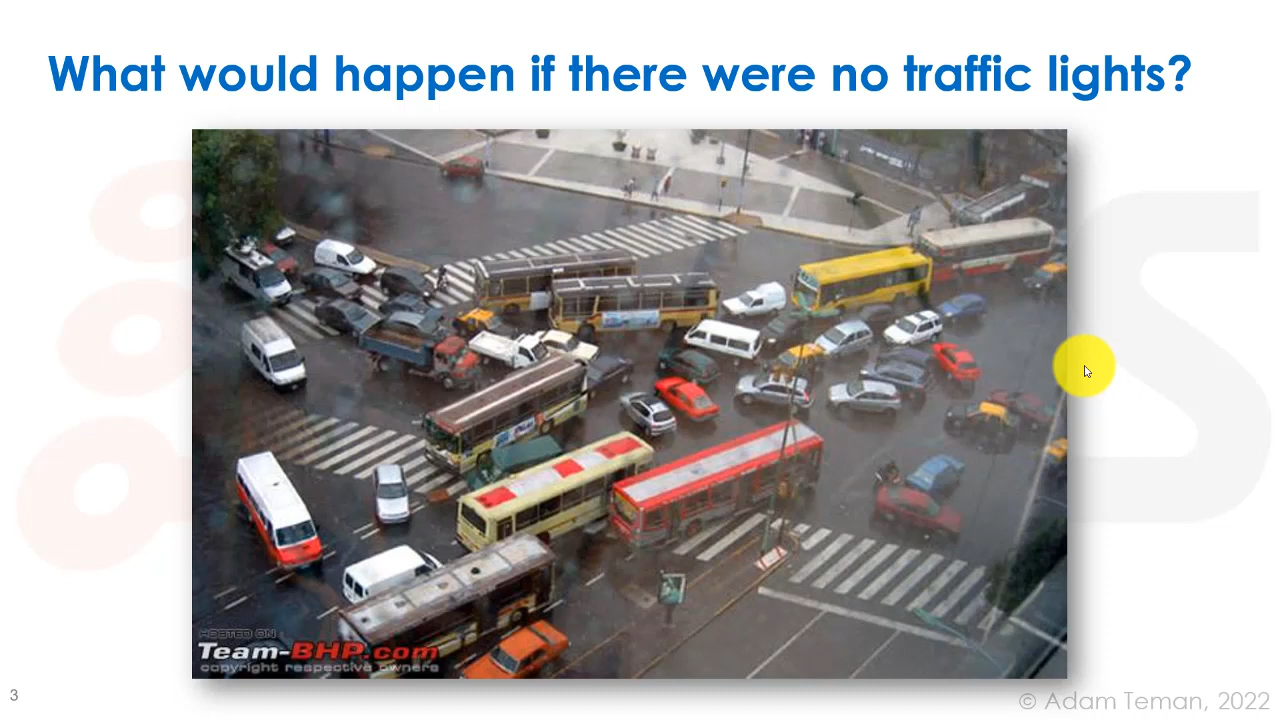 What would happen if there were no traffic lights?
HOSTED ON
Team-BHP.com
copyright respective owners
3
© Adam Teman, 2022